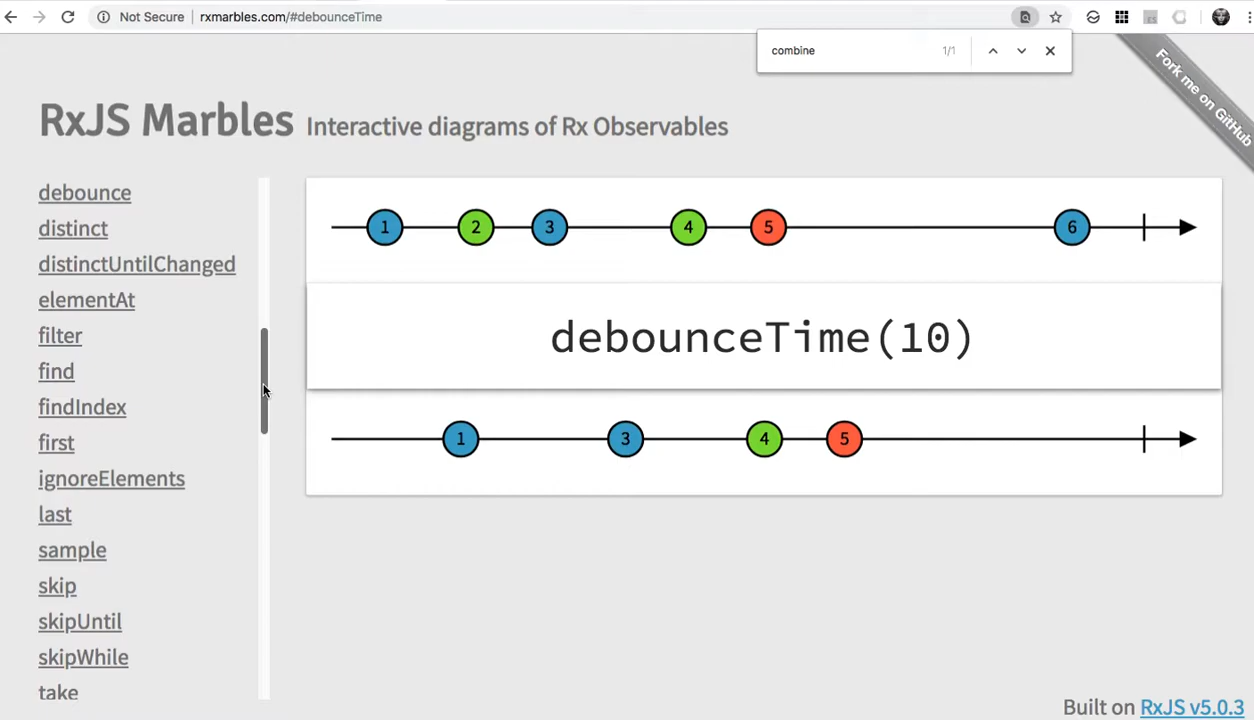 Not Secure rxmarbles.com/#debounceTime
combine 1/1
Fork me on GitHub
RxJS Marbles Interactive diagrams of Rx Observables
debounce
distinct
distinctUntilChanged
elementAt
filter
find
findIndex
first
ignoreElements
last
sample
skip
skipUntil
skipWhile
take
1 2 3 4 5 6
debounceTime(10)
1 3 4 5
Built on RxJS v5.0.3